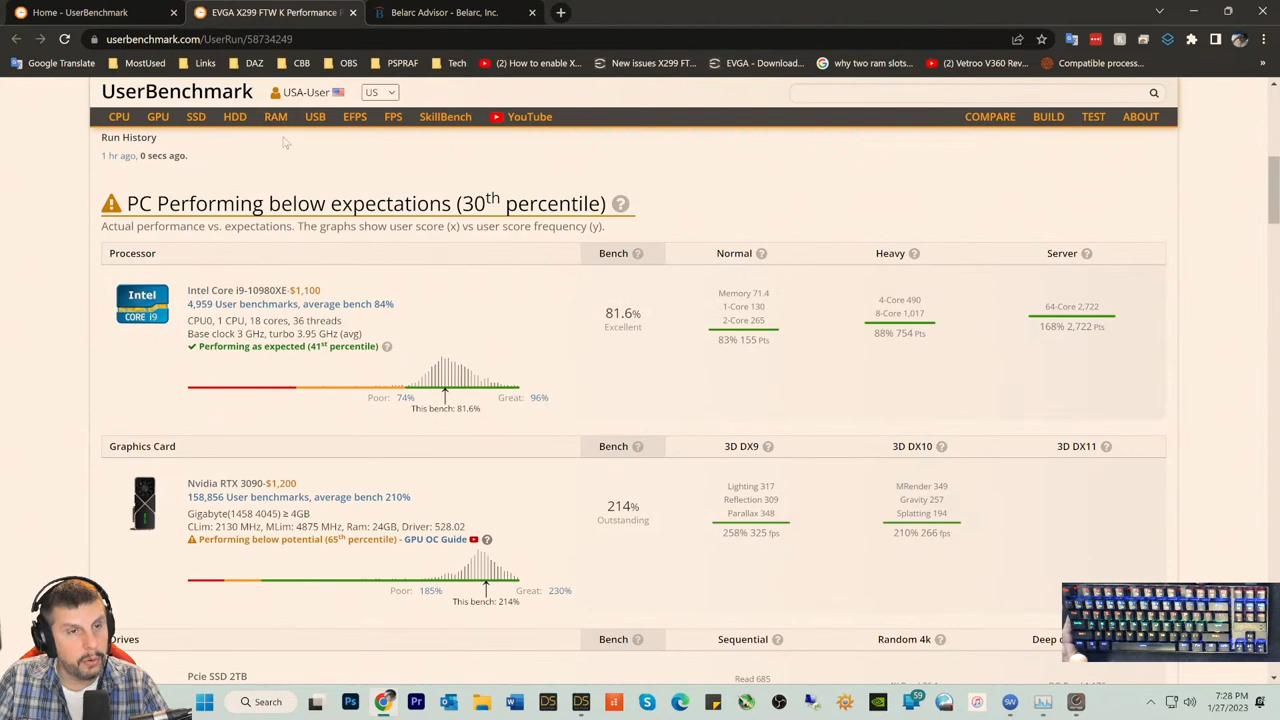 Home - UserBenchmark
EVGA X299 FTW K Performance
Belarc Advisor - Belarc, Inc.
userbenchmark.com/UserRun/58734249
Google Translate
MostUsed
Links
DAZ
CBB
OBS
PSPRAF
Tech
(2) How to enable X...
New issues X299 FT...
EVGA - Download...
why two ram slots...
(1) Vetroo V360 Rev...
Compatible proces...
»
UserBenchmark
USA-User
US
CPU GPU SSD HDD RAM USB EFPS FPS SkillBench YouTube
COMPARE BUILD TEST ABOUT
Run History
1 hr ago, 0 secs ago.
PC Performing below expectations (30th percentile) ?
Actual performance vs. expectations. The graphs show user score (x) vs user score frequency (y).
Processor Bench ? Normal ? Heavy ? Server ?
intel CORE i9
Intel Core i9-10980XE-$1,100
4,959 User benchmarks, average bench 84%
CPU0, 1 CPU, 18 cores, 36 threads
Base clock 3 GHz, turbo 3.95 GHz (avg)
Performing as expected (41st percentile) ?
Poor: 74%
Great: 96%
This bench: 81.6%
81.6%
Excellent
Memory 71.4
1-Core 130
2-Core 265
83% 155 Pts
4-Core 490
8-Core 1,017
88% 754 Pts
64-Core 2,722
168% 2,722 Pts
Graphics Card Bench ? 3D DX9 ? 3D DX10 ? 3D DX11 ?
Nvidia RTX 3090-$1,200
158,856 User benchmarks, average bench 210%
Gigabyte(1458 4045) ≥ 4GB
CLim: 2130 MHz, MLim: 4875 MHz, Ram: 24GB, Driver: 528.02
Performing below potential (65th percentile) - GPU OC Guide ?
Poor: 185%
Great: 230%
This bench: 214%
214%
Outstanding
Lighting 317
Reflection 309
Parallax 348
258% 325 fps
MRender 349
Gravity 257
Splatting 194
210% 266 fps
Drives Bench ? Sequential ? Random 4k ?
Pcie SSD 2TB
Read 685
Search
Ps
Pr
W
DS
DS
S
59
SW
7:28 PM
1/27/2023